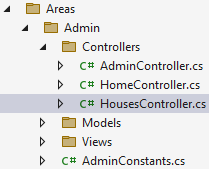 Areas
Admin
Controllers
C# AdminController.cs
C# HomeController.cs
C# HousesController.cs
Models
Views
C# AdminConstants.cs